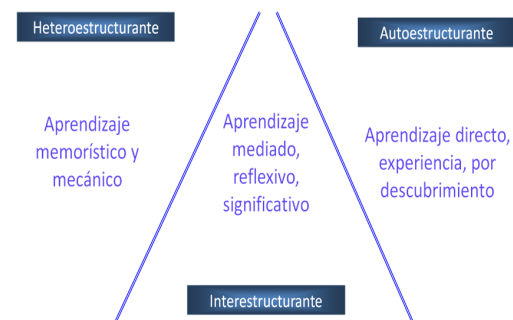 Heteroestructurante
Autoestructurante
Aprendizaje
memorístico y
mecánico
Aprendizaje
mediado,
reflexivo,
significativo
Aprendizaje directo,
experiencia, por
descubrimiento
Interestructurante